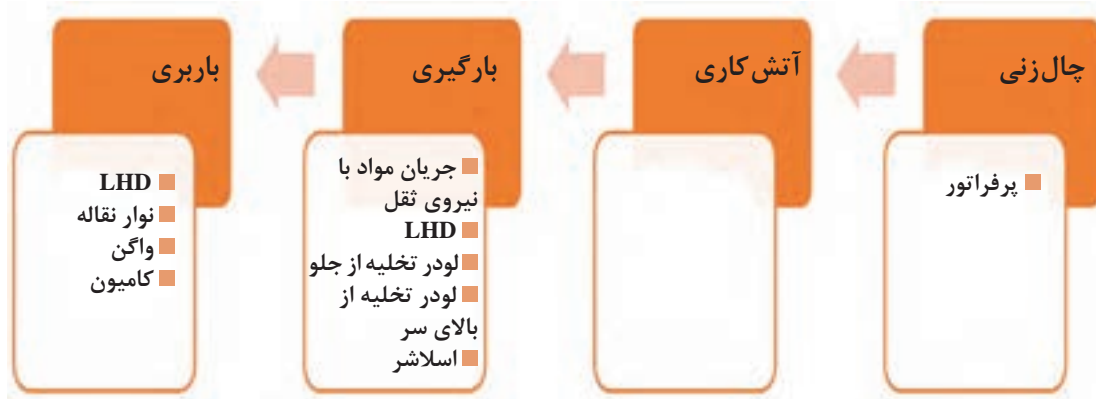 چال‌زنی
■ پرفراتور
آتش‌کاری
بارگیری
■ جریان مواد با
نیروی ثقل
■ LHD
■ لودر تخلیه از جلو
■ لودر تخلیه از
بالای سر
■ اسلاشر
باربری
■ LHD
■ نوار نقاله
■ واگن
■ کامیون